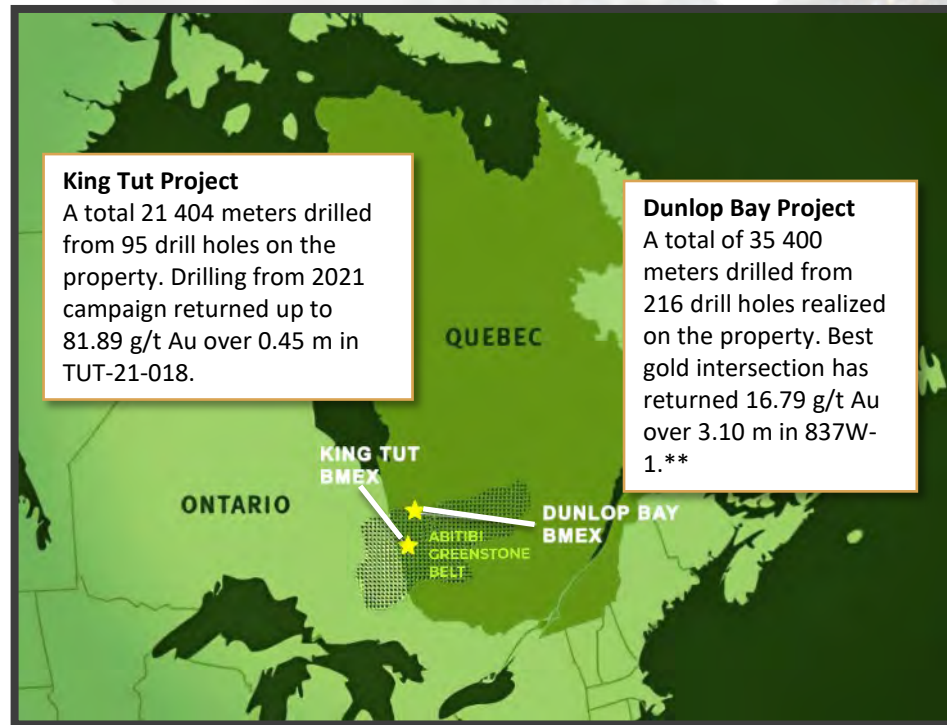 King Tut Project
A total 21 404 meters drilled
from 95 drill holes on the
property. Drilling from 2021
campaign returned up to
81.89 g/t Au over 0.45 m in
TUT-21-018.
Dunlop Bay Project
A total of 35 400
meters drilled from
216 drill holes realized
on the property. Best
gold intersection has
returned 16.79 g/t Au
over 3.10 m in 837W-
1.**
QUEBEC
KING TUT
BMEX
ONTARIO
DUNLOP BAY
BMEX
ABITIBI
GREENSTONE
BELT